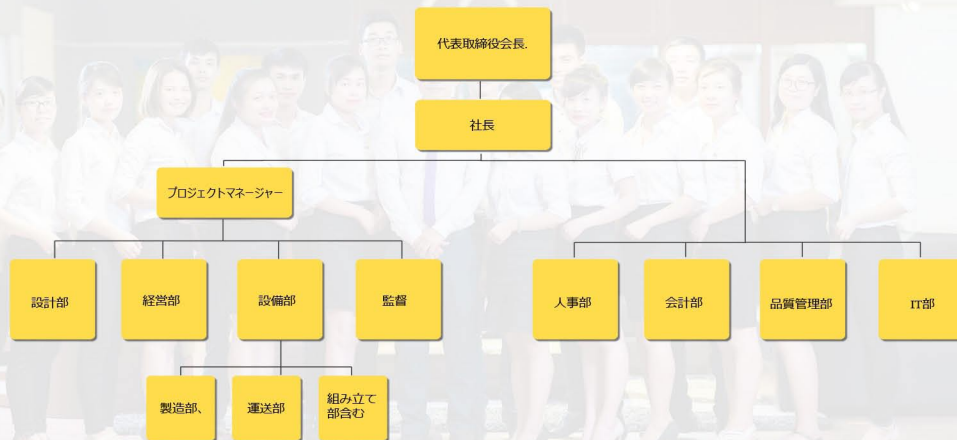 代表取締役会長.
社長
プロジェクトマネージャー
設計部
経営部
設備部
監督
人事部
会計部
品質管理部
IT部
製造部、
運送部
組み立て
部含む